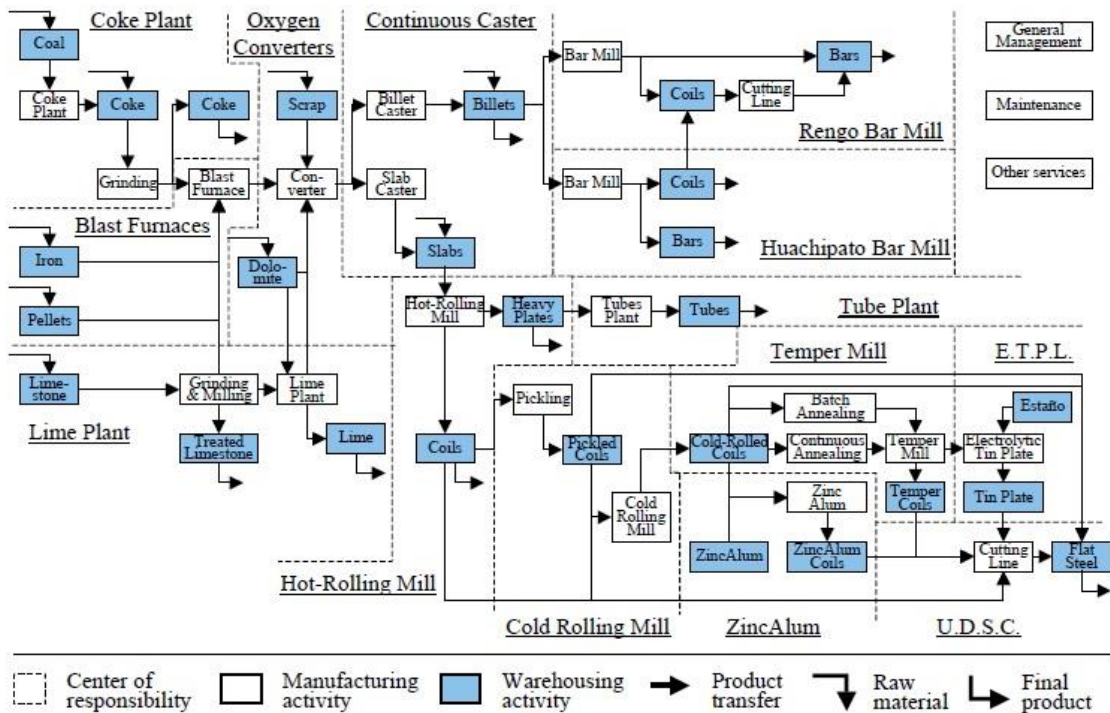 Coke Plant
Oxygen
Converters
Continuous Caster
General
Management
Coal
Bar Mill
Bars
Coke
Plant
Coke
Coke
Scrap
Billet
Caster
Billets
Coils
Cutting
Line
Maintenance
Rengo Bar Mill
Grinding
Blast
Furnace
Con-
verter
Slab
Caster
Bar Mill
Coils
Other services
Blast Furnaces
Iron
Dolo-
mite
Slabs
Bars
Huachipato Bar Mill
Pellets
Hot-Rolling
Mill
Heavy
Plates
Tubes
Plant
Tubes
Tube Plant
Temper Mill
E.T.P.L.
Lime-
stone
Grinding
& Milling
Lime
Plant
Pickling
Batch
Annealing
Estaño
Lime Plant
Treated
Limestone
Lime
Coils
Pickled
Coils
Cold-Rolled
Coils
Continuous
Annealing
Temper
Mill
Electrolytic
Tin Plate
Cold
Rolling
Mill
Zinc
Alum
Temper
Coils
Tin Plate
ZincAlum
ZincAlum
Coils
Cutting
Line
Flat
Steel
Hot-Rolling Mill
Cold Rolling Mill
ZincAlum
U.D.S.C.
Center of
responsibility
Manufacturing
activity
Warehousing
activity
Product
transfer
Raw
material
Final
product